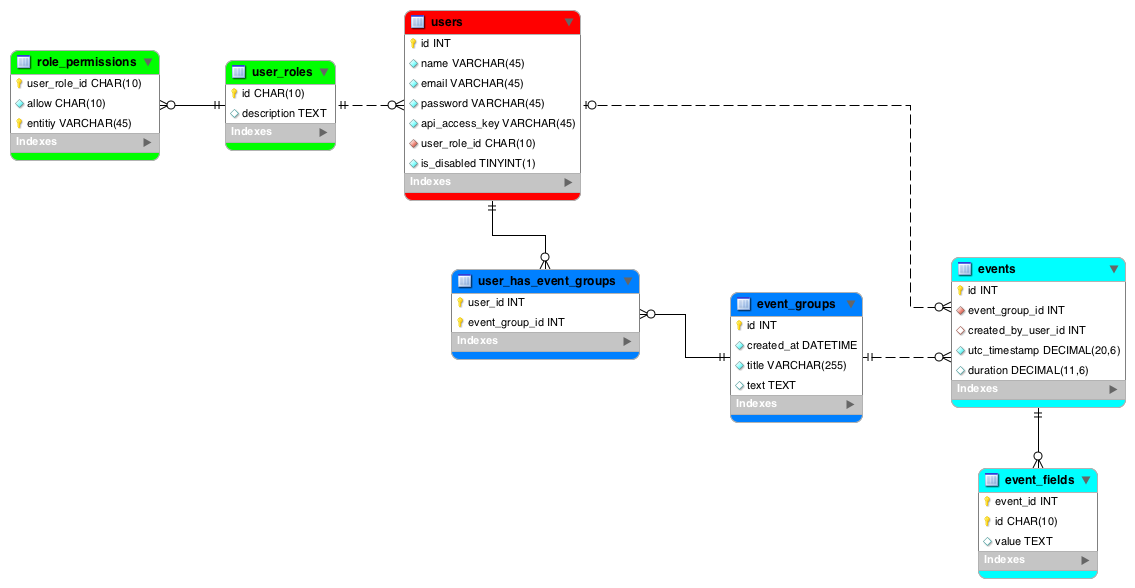 role_permissions
user_role_id CHAR(10)
allow CHAR(10)
entitiy VARCHAR(45)
Indexes
user_roles
id CHAR(10)
description TEXT
Indexes
users
id INT
name VARCHAR(45)
email VARCHAR(45)
password VARCHAR(45)
api_access_key VARCHAR(45)
user_role_id CHAR(10)
is_disabled TINYINT(1)
Indexes
user_has_event_groups
user_id INT
event_group_id INT
Indexes
event_groups
id INT
created_at DATETIME
title VARCHAR(255)
text TEXT
Indexes
events
id INT
event_group_id INT
created_by_user_id INT
utc_timestamp DECIMAL(20,6)
duration DECIMAL(11,6)
Indexes
event_fields
event_id INT
id CHAR(10)
value TEXT
Indexes